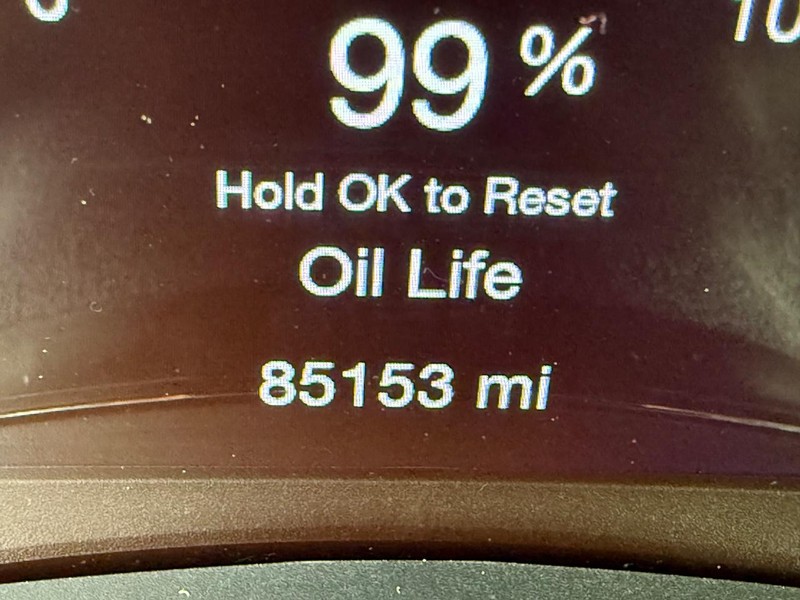 99 %
Hold OK to Reset
Oil Life
85153 mi